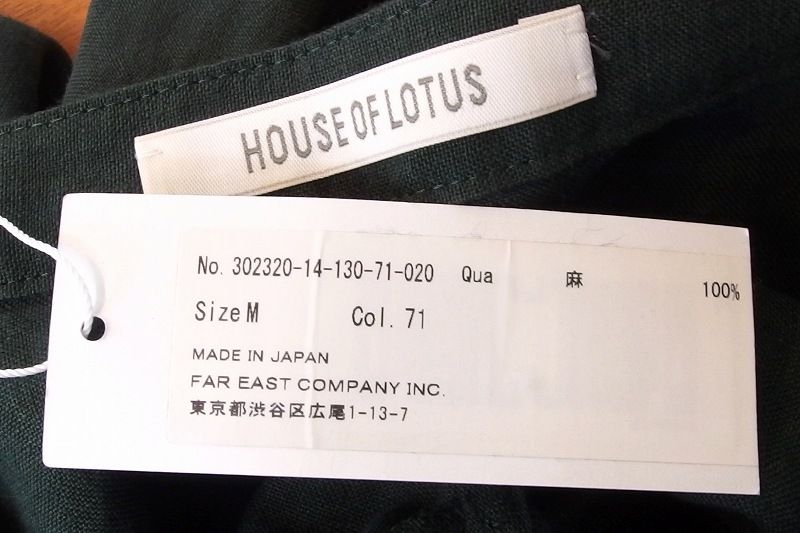 HOUSE OF LOTUS
No. 302320-14-130-71-020 Qua 麻 100%
Size M Col. 71
MADE IN JAPAN
FAR EAST COMPANY INC.
東京都渋谷区広尾1-13-7